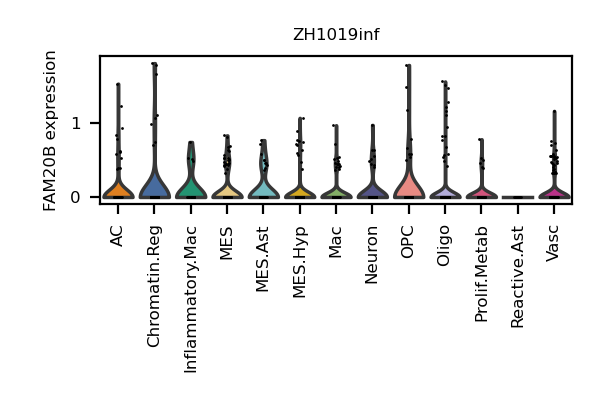 ZH1019inf
FAM20B expression
1
0
AC
Chromatin.Reg
Inflammatory.Mac
MES
MES.Ast
MES.Hyp
Mac
Neuron
OPC
Oligo
Prolif.Metab
Reactive.Ast
Vasc